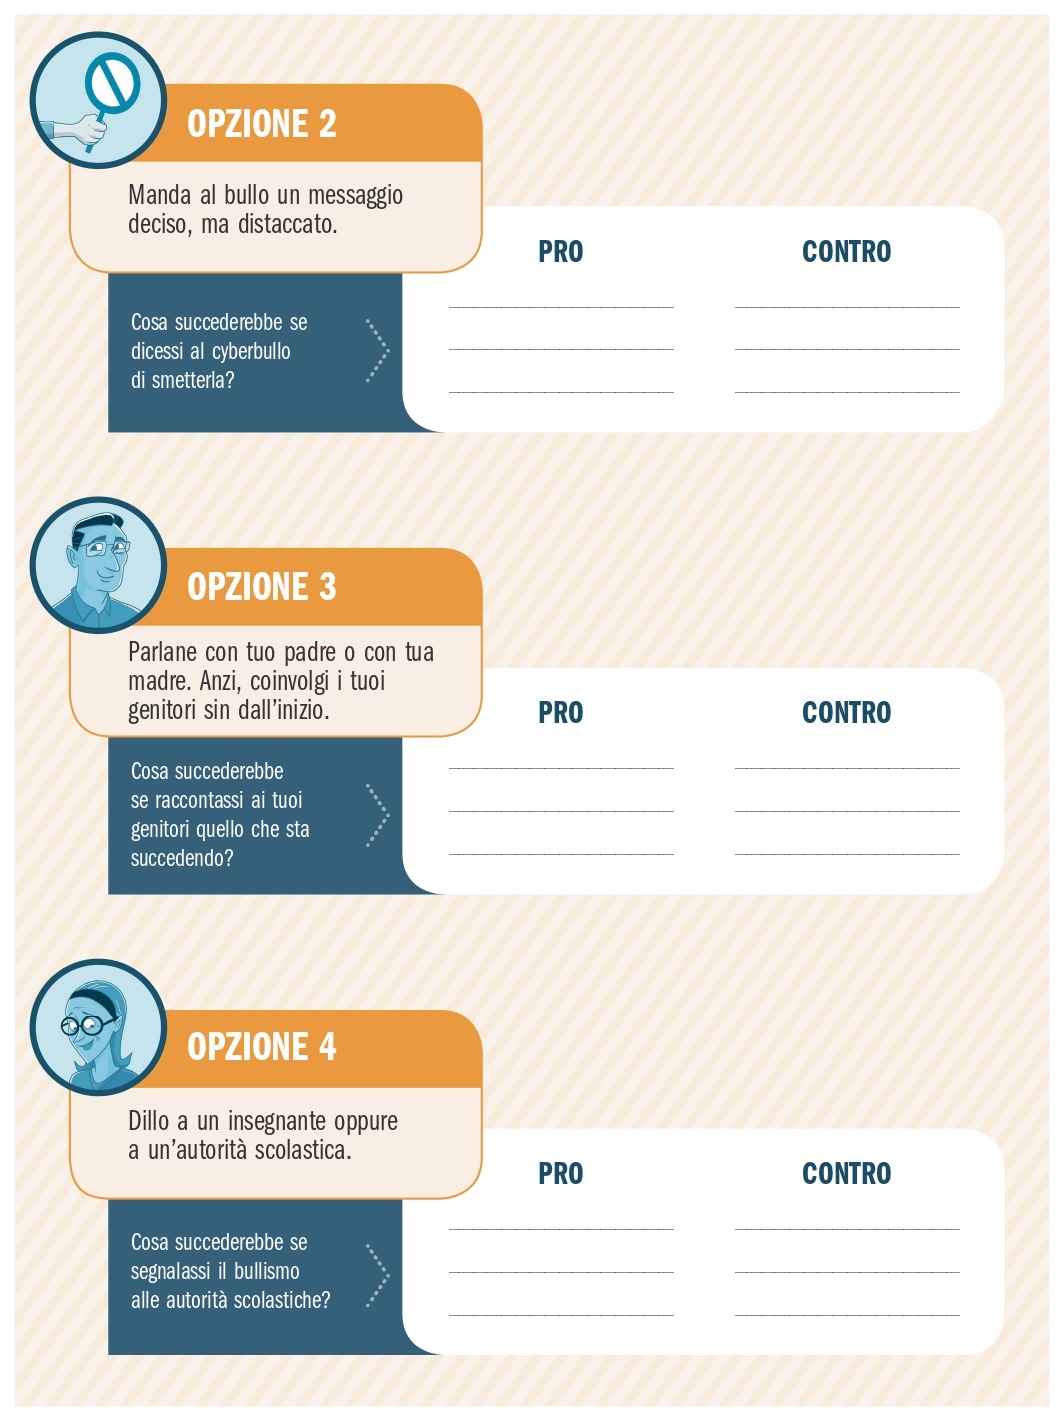 OPZIONE 2
Manda al bullo un messaggio
deciso, ma distaccato.
Cosa succederebbe se
dicessi al cyberbullo
di smetterla?
PRO
CONTRO
OPZIONE 3
Parlane con tuo padre o con tua
madre. Anzi, coinvolgi i tuoi
genitori sin dall’inizio.
Cosa succederebbe
se raccontassi ai tuoi
genitori quello che sta
succedendo?
PRO
CONTRO
OPZIONE 4
Dillo a un insegnante oppure
a un’autorità scolastica.
Cosa succederebbe se
segnalassi il bullismo
alle autorità scolastiche?
PRO
CONTRO